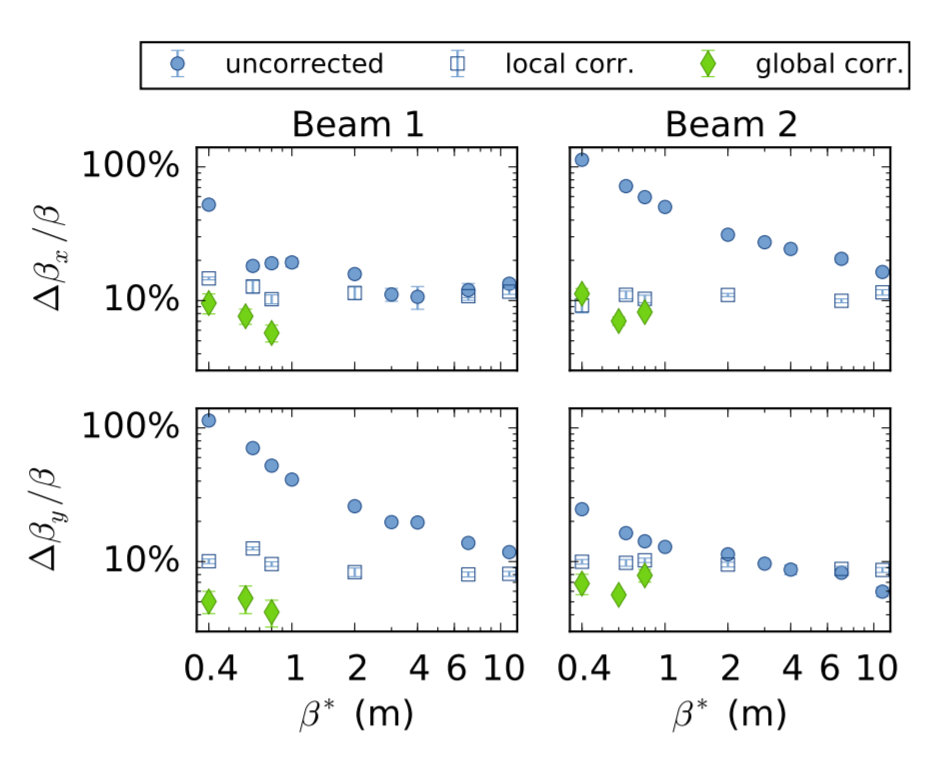 uncorrected local corr. global corr.
Beam 1 Beam 2
100%
10%
Δβx/β
100%
10%
Δβy/β
0.4 1 2 4 6 10 0.4 1 2 4 6 10
β* (m) β* (m)